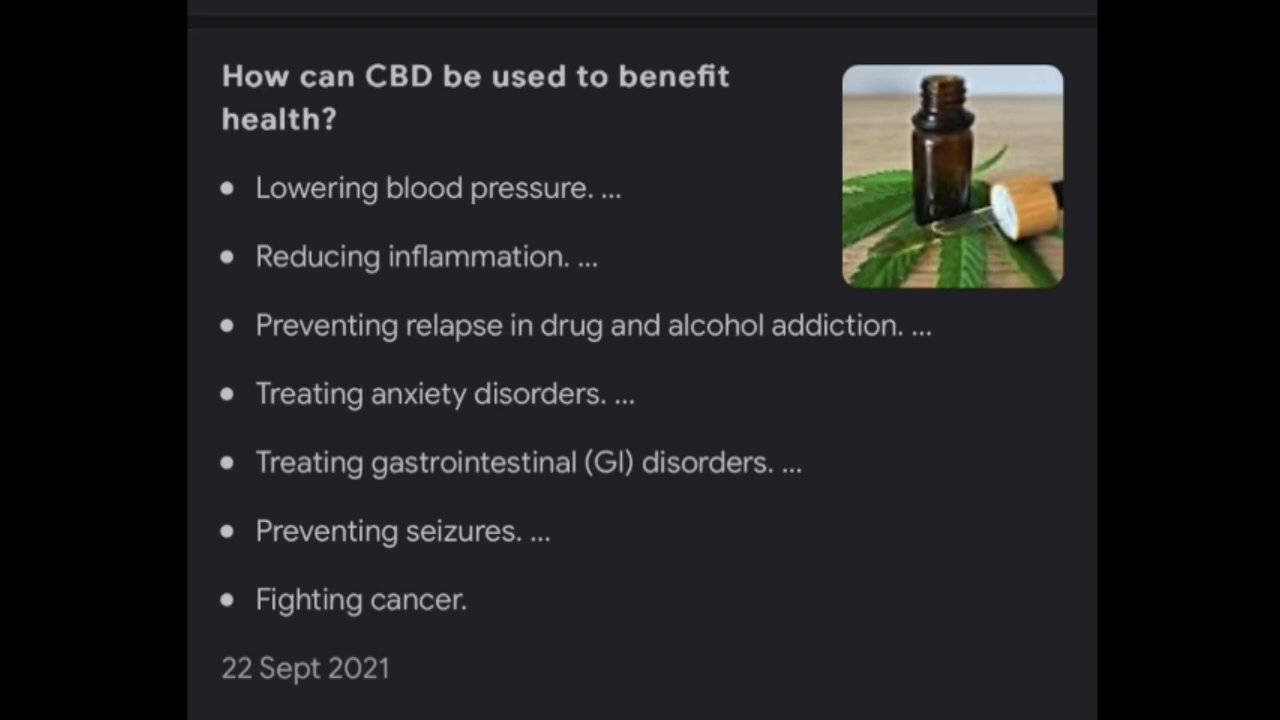 How can CBD be used to benefit
health?
• Lowering blood pressure. ...
• Reducing inflammation. ...
• Preventing relapse in drug and alcohol addiction. ...
• Treating anxiety disorders. ...
• Treating gastrointestinal (GI) disorders. ...
• Preventing seizures. ...
• Fighting cancer.
22 Sept 2021